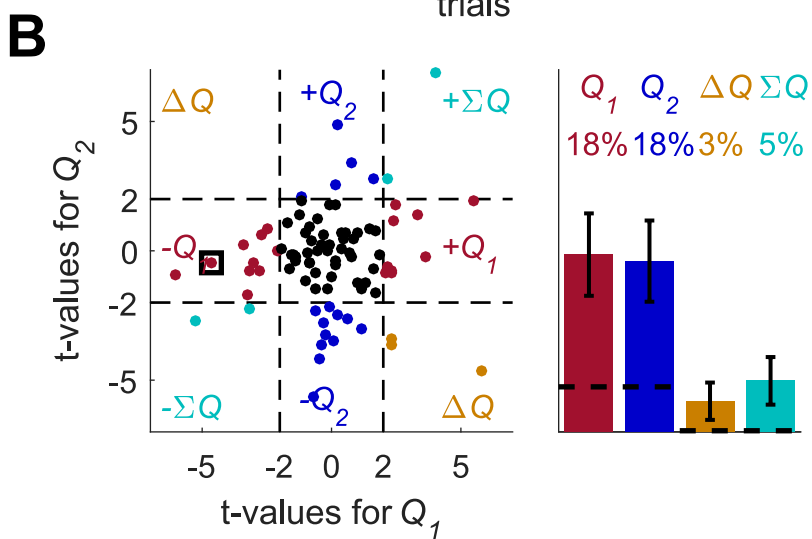 trials
B
ΔQ +Q2 +ΣQ
-Q +Q1
-ΣQ -Q2 ΔQ
5
2
0
-2
-5
t-values for Q2
-5 -2 0 2 5
t-values for Q1
Q1 Q2 ΔQ ΣQ
18% 18% 3% 5%